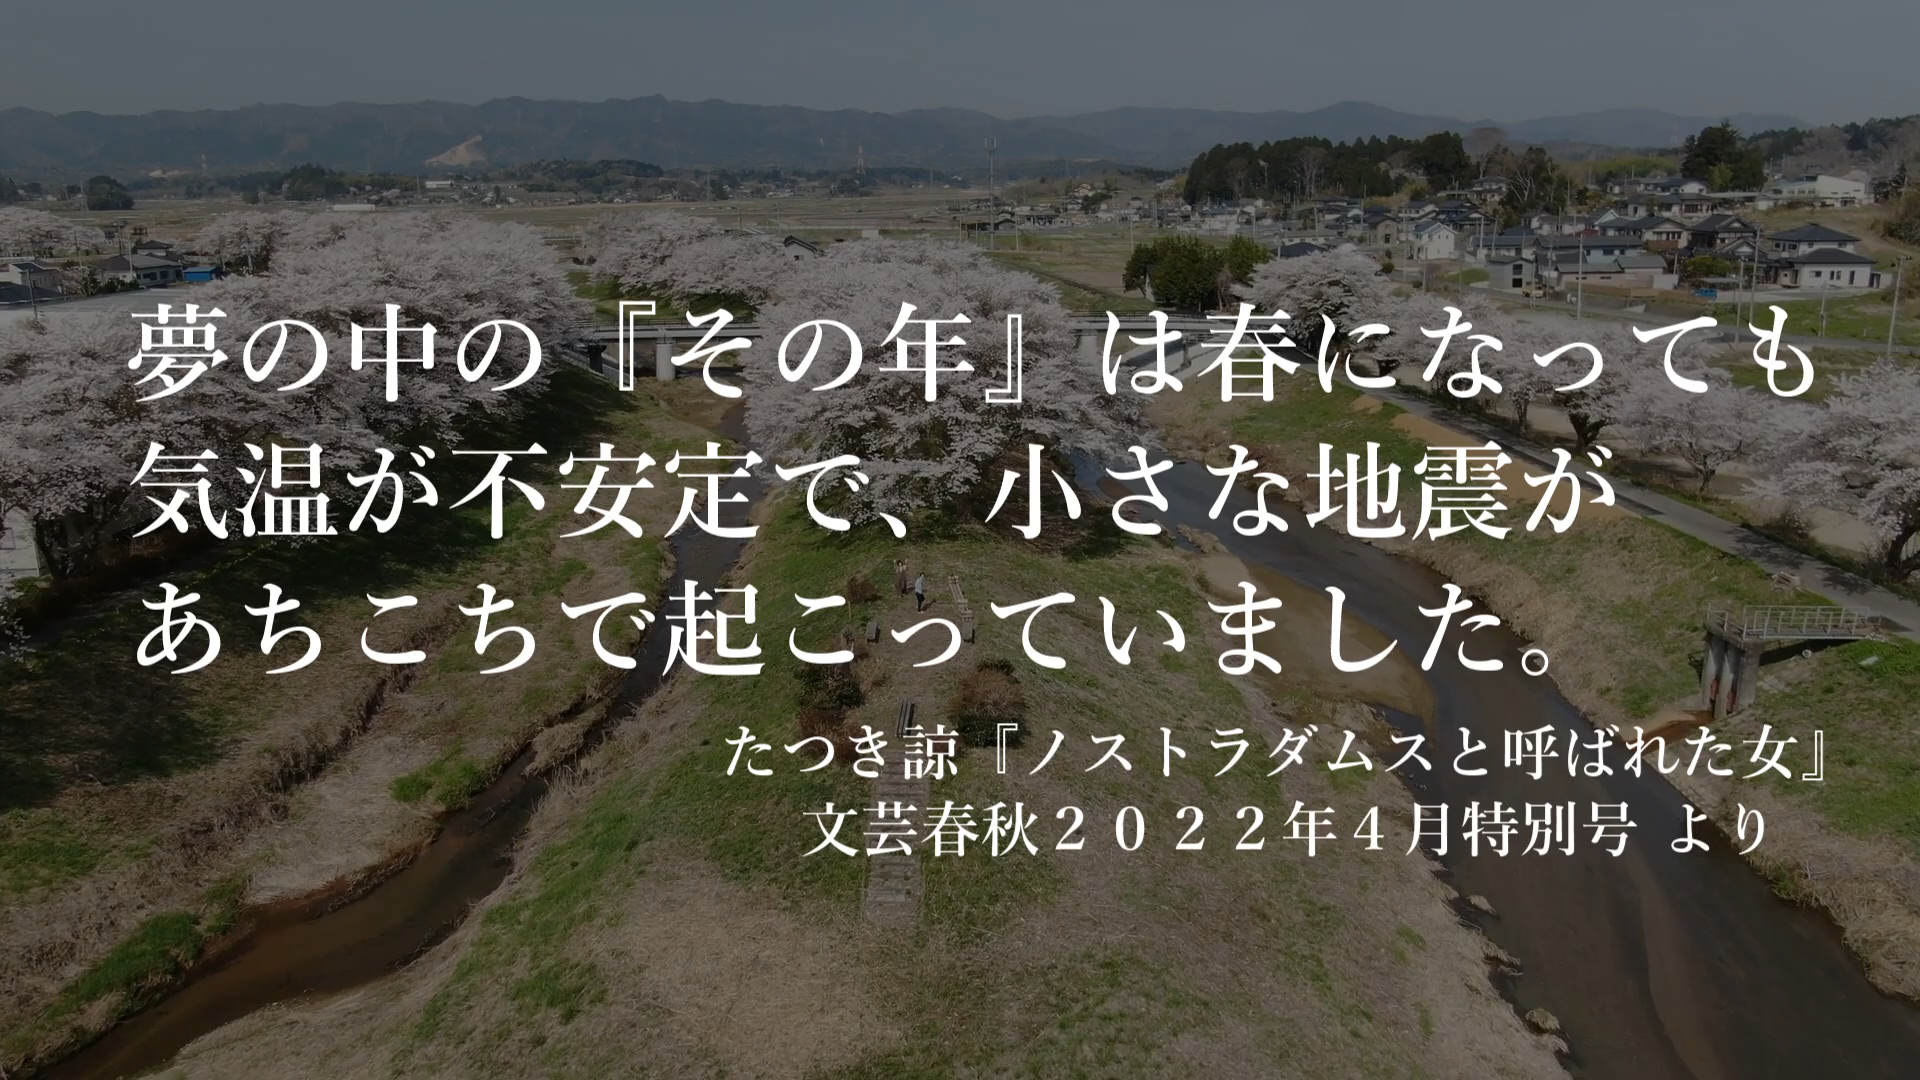 夢の中の『その年』は春になっても
気温が不安定で、小さな地震が
あちこちで起こっていました。
たつき諒『ノストラダムスと呼ばれた女』
文芸春秋２０２２年４月特別号 より